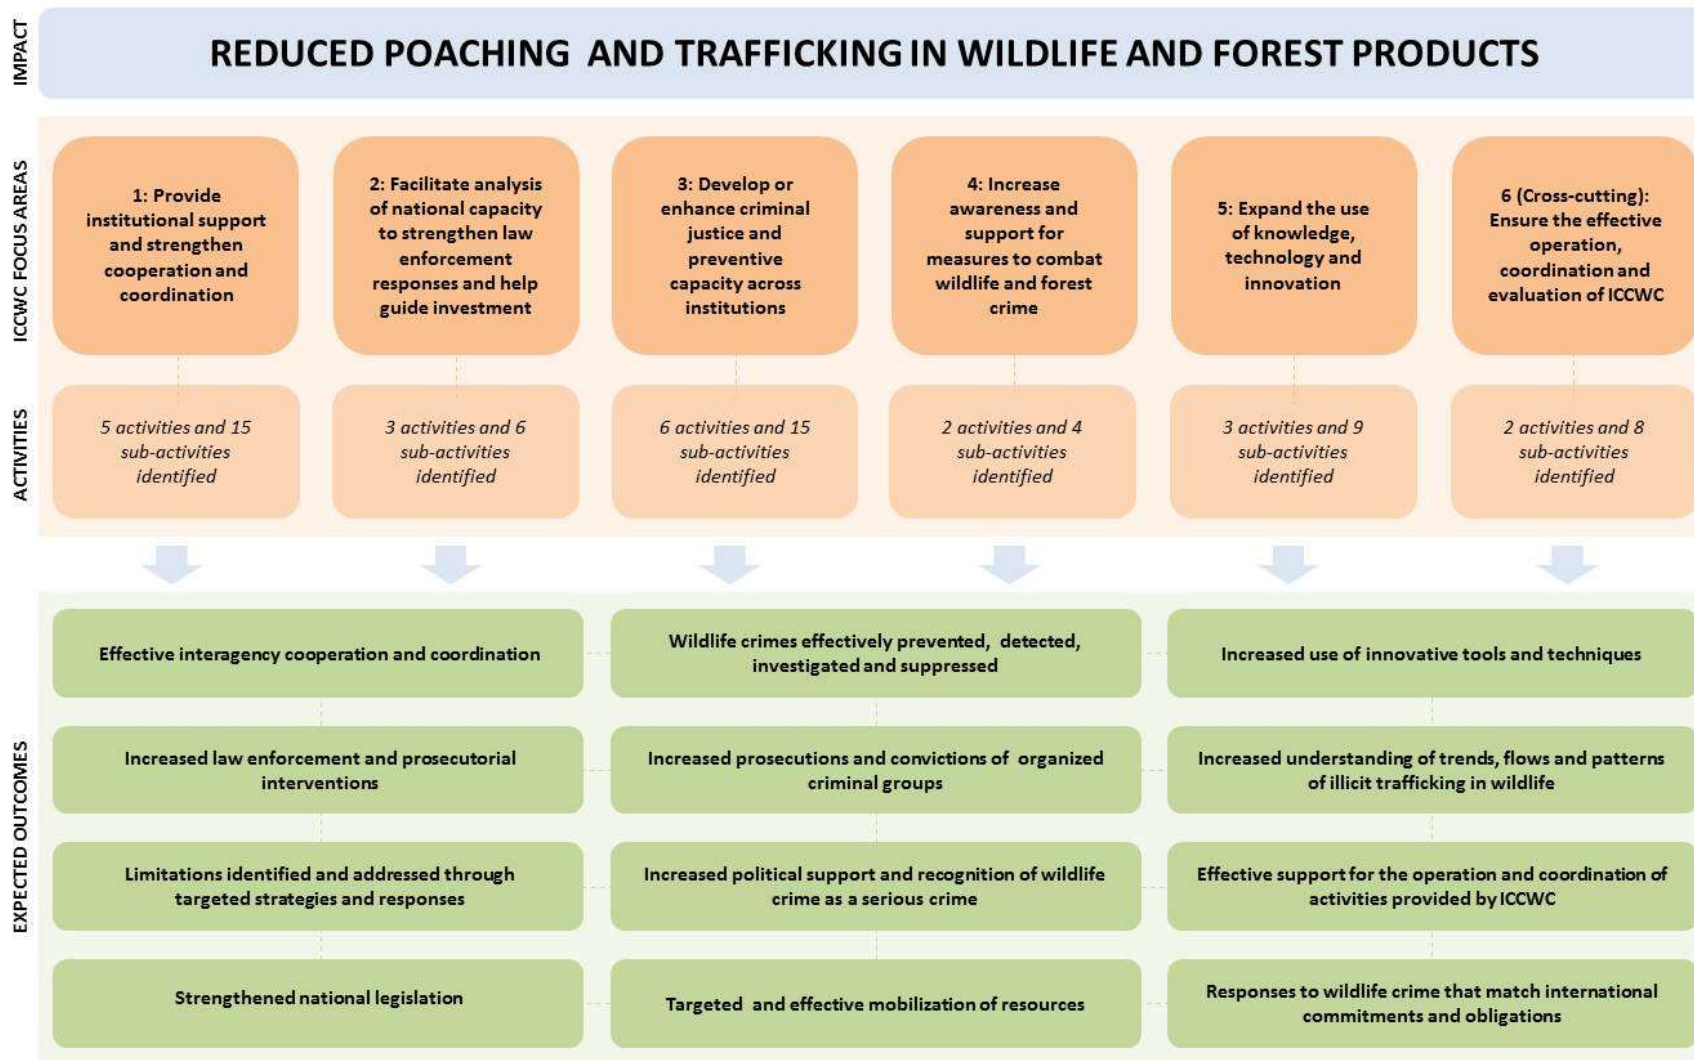 IMPACT
REDUCED POACHING AND TRAFFICKING IN WILDLIFE AND FOREST PRODUCTS
ICCWC FOCUS AREAS
1: Provide
institutional support
and strengthen
cooperation and
coordination
2: Facilitate analysis
of national capacity
to strengthen law
enforcement
responses and help
guide investment
3: Develop or
enhance criminal
justice and
preventive
capacity across
institutions
4: Increase
awareness and
support for
measures to combat
wildlife and forest
crime
5: Expand the use
of knowledge,
technology and
innovation
6 (Cross-cutting):
Ensure the effective
operation,
coordination and
evaluation of ICCWC
ACTIVITIES
5 activities and 15
sub-activities
identified
3 activities and 6
sub-activities
identified
6 activities and 15
sub-activities
identified
2 activities and 4
sub-activities
identified
3 activities and 9
sub-activities
identified
2 activities and 8
sub-activities
identified
EXPECTED OUTCOMES
Effective interagency cooperation and coordination
Wildlife crimes effectively prevented, detected,
investigated and suppressed
Increased use of innovative tools and techniques
Increased law enforcement and prosecutorial
interventions
Increased prosecutions and convictions of organized
criminal groups
Increased understanding of trends, flows and patterns
of illicit trafficking in wildlife
Limitations identified and addressed through
targeted strategies and responses
Increased political support and recognition of wildlife
crime as a serious crime
Effective support for the operation and coordination of
activities provided by ICCWC
Strengthened national legislation
Targeted and effective mobilization of resources
Responses to wildlife crime that match international
commitments and obligations